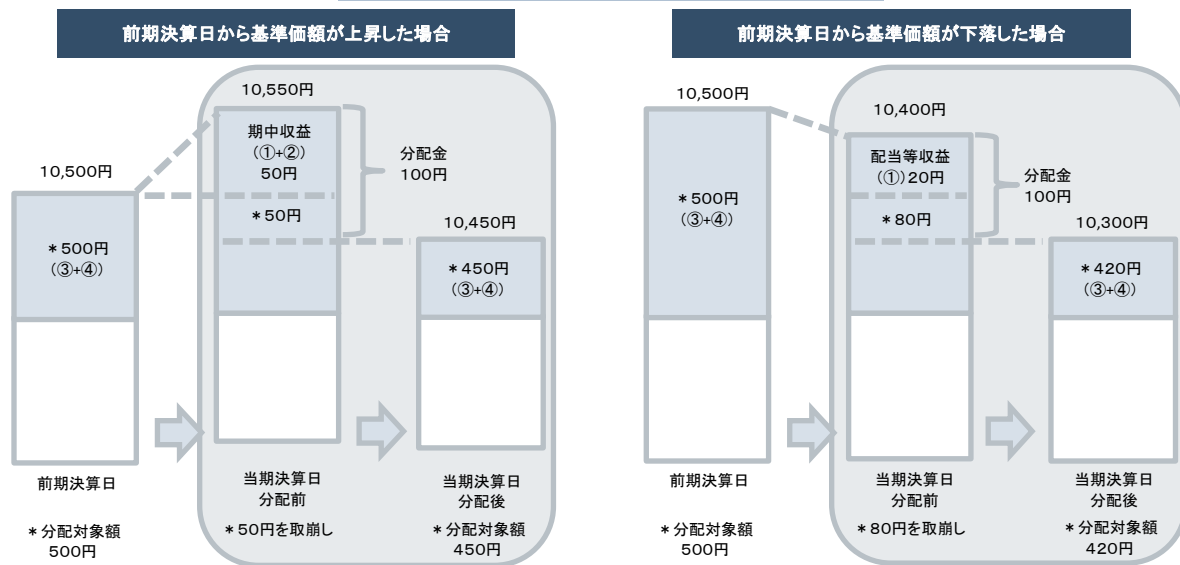 前期決算日から基準価額が上昇した場合
10,550円
10,500円
期中収益
(①+②)
50円
分配金
100円
*50円
10,450円
*500円
(③+④)
*450円
(③+④)
前期決算日
当期決算日
分配前
当期決算日
分配後
*分配対象額
500円
*50円を取崩し
*分配対象額
450円
前期決算日から基準価額が下落した場合
10,500円
10,400円
配当等収益
(①)20円
分配金
100円
*500円
(③+④)
*80円
10,300円
*420円
(③+④)
前期決算日
当期決算日
分配前
当期決算日
分配後
*分配対象額
500円
*80円を取崩し
*分配対象額
420円